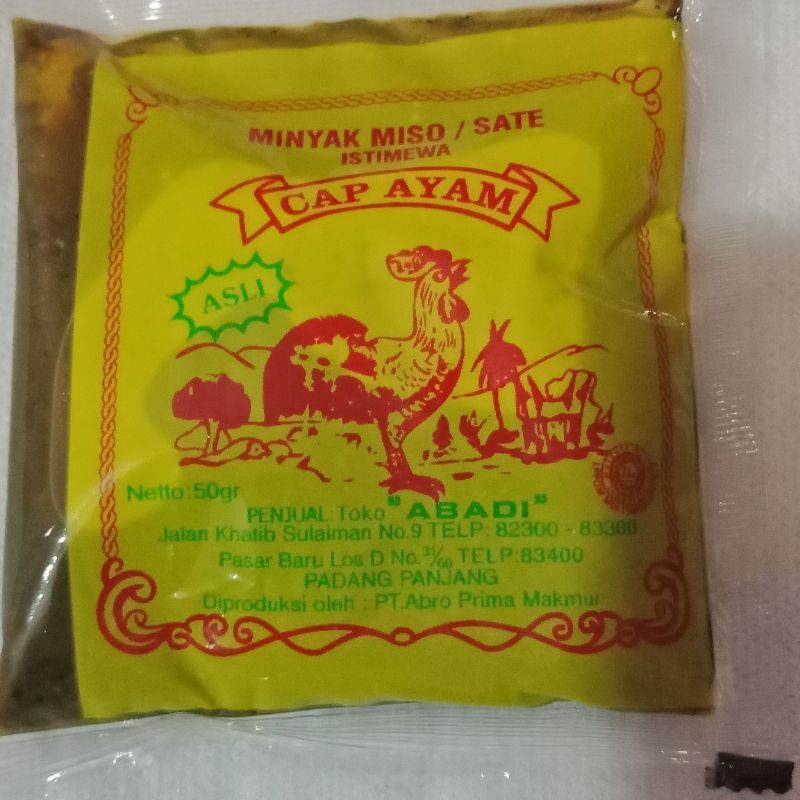 MINYAK MISO / SATE
ISTIMEWA
CAP AYAM
ASLI
Netto: 50gr
PENJUAL: Toko "ABADI"
Jalan Khatib Sulaiman No.9 TELP: 82300 - 83300
Pasar Baru Los D No. 31/60 TELP: 83400
PADANG PANJANG
Diproduksi oleh : PT.Abro Prima Makmur